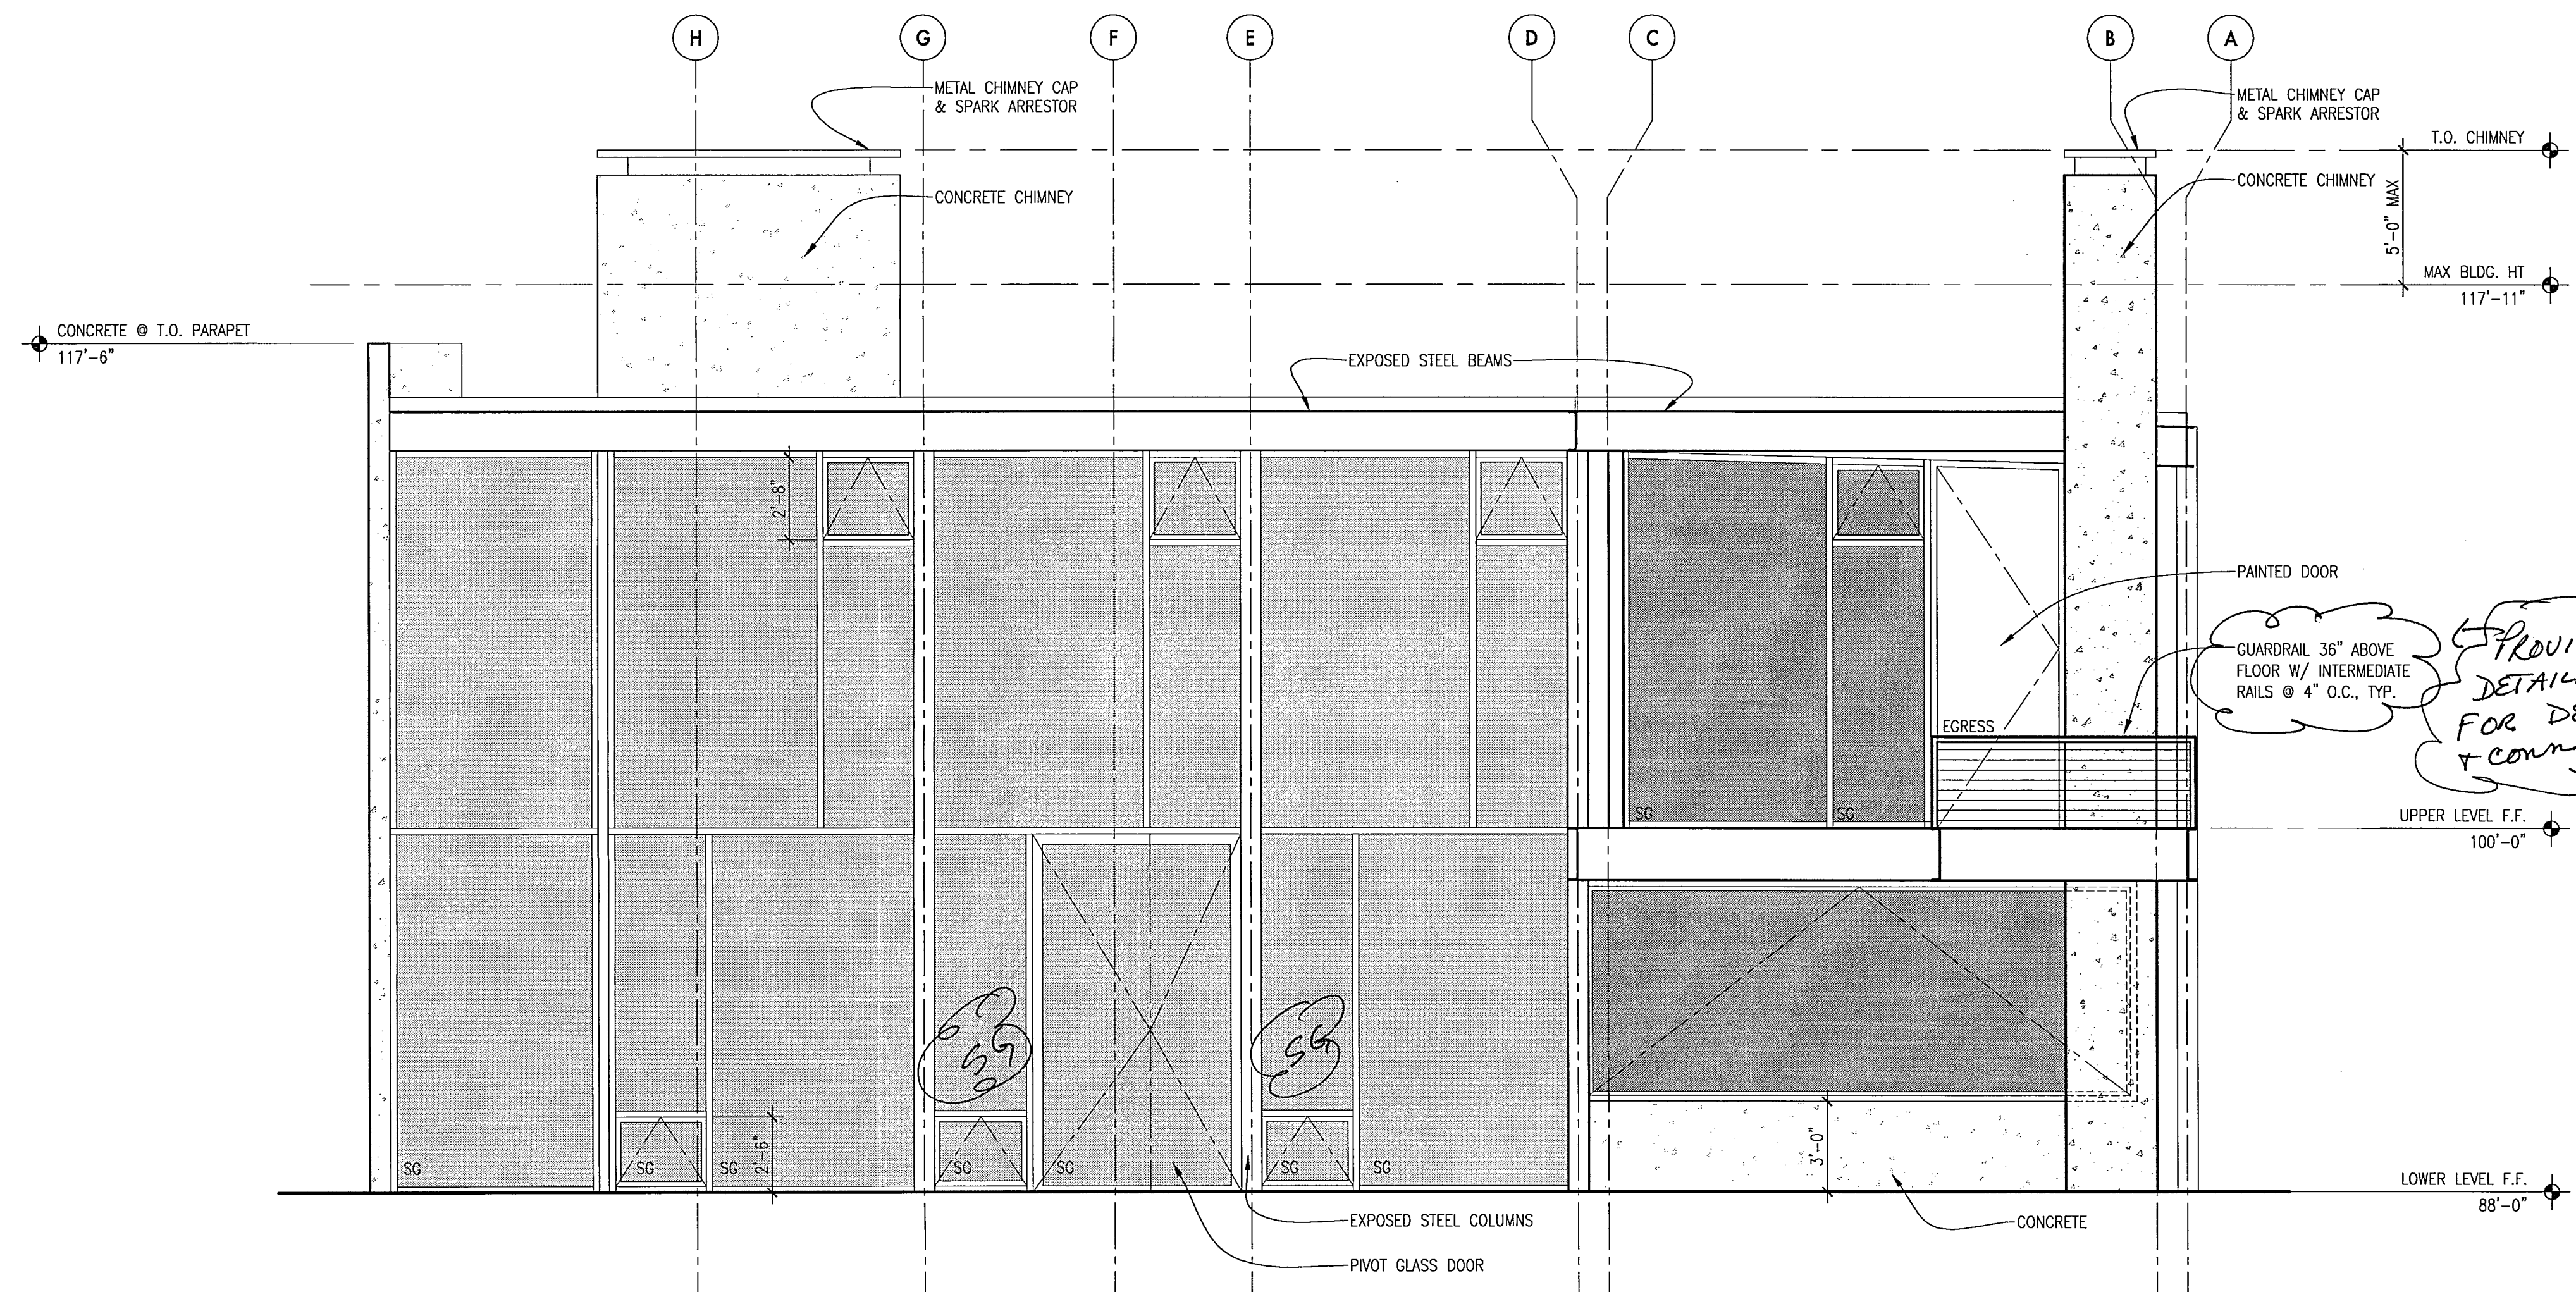 H
G
F
E
D
C
B
A
METAL CHIMNEY CAP
& SPARK ARRESTOR
METAL CHIMNEY CAP
& SPARK ARRESTOR
T.O. CHIMNEY
CONCRETE CHIMNEY
CONCRETE CHIMNEY
5'-0" MAX
MAX BLDG. HT
117'-11"
CONCRETE @ T.O. PARAPET
117'-6"
EXPOSED STEEL BEAMS
2'-8"
PAINTED DOOR
GUARDRAIL 36" ABOVE
FLOOR W/ INTERMEDIATE
RAILS @ 4" O.C., TYP.
DETAIL
FOR
EGRESS
SG
SG
UPPER LEVEL F.F.
100'-0"
SG
SG
SG
SG
SG
2'-6"
SG
SG
SG
SG
3'-0"
LOWER LEVEL F.F.
88'-0"
EXPOSED STEEL COLUMNS
CONCRETE
PIVOT GLASS DOOR